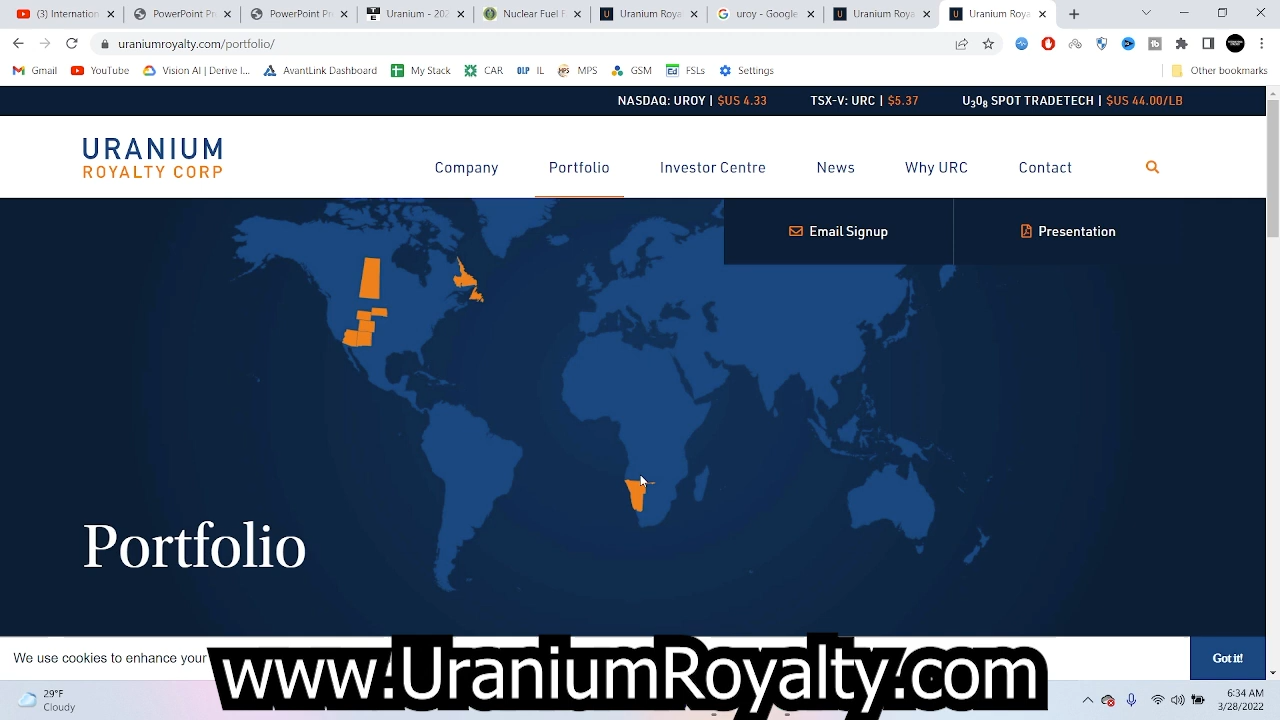 (3) Internationa
PowerPoint Pr
PowerPoint Pr
Uranium - 202
Nuclear Fuel F
Uranium Roya
Investor Prese
uroy - Google
Uranium Roya
Uranium Roya
uraniumroyalty.com/portfolio/
Gmail
YouTube
Vision AI | Derive I...
Avantlink Dashboard
My Stack
CAR
OLP IL
MPS
GSM
FSLs
Settings
Other bookmarks
NASDAQ: UROY | $US 4.33
TSX-V: URC | $5.37
U3O8 SPOT TRADETECH | $US 44.00/LB
URANIUM
ROYALTY CORP
Company
Portfolio
Investor Centre
News
Why URC
Contact
Email Signup
Presentation
Portfolio
We use cookies to enhance your
Got it!
www.UraniumRoyalty.com
29°F
Cloudy
6:34 AM
3/28/2022